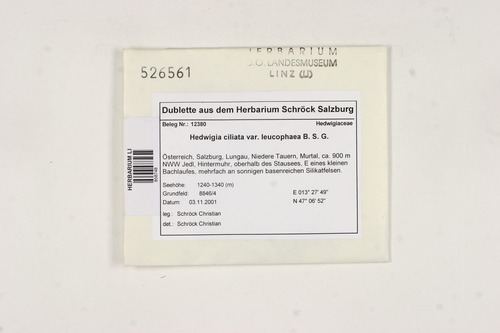 HERBARIUM
O.Ö. LANDESMUSEUM
LINZ (LI)
526561
Dublette aus dem Herbarium Schröck Salzburg
Beleg Nr.: 12380 Hedwigiaceae
Hedwigia ciliata var. leucophaea B. S. G.
Österreich, Salzburg, Lungau, Niedere Tauern, Murtal, ca. 900 m
NWW Jedl, Hintermuhr, oberhalb des Stausees, E eines kleinen
Bachlaufes, mehrfach an sonnigen basenreichen Silikatfelsen.
Seehöhe: 1240-1340 (m) E 013° 27' 49"
Grundfeld: 8846/4 N 47° 06' 52"
Datum: 03.11.2001
leg.: Schröck Christian
det.: Schröck Christian
HERBARIUM LI